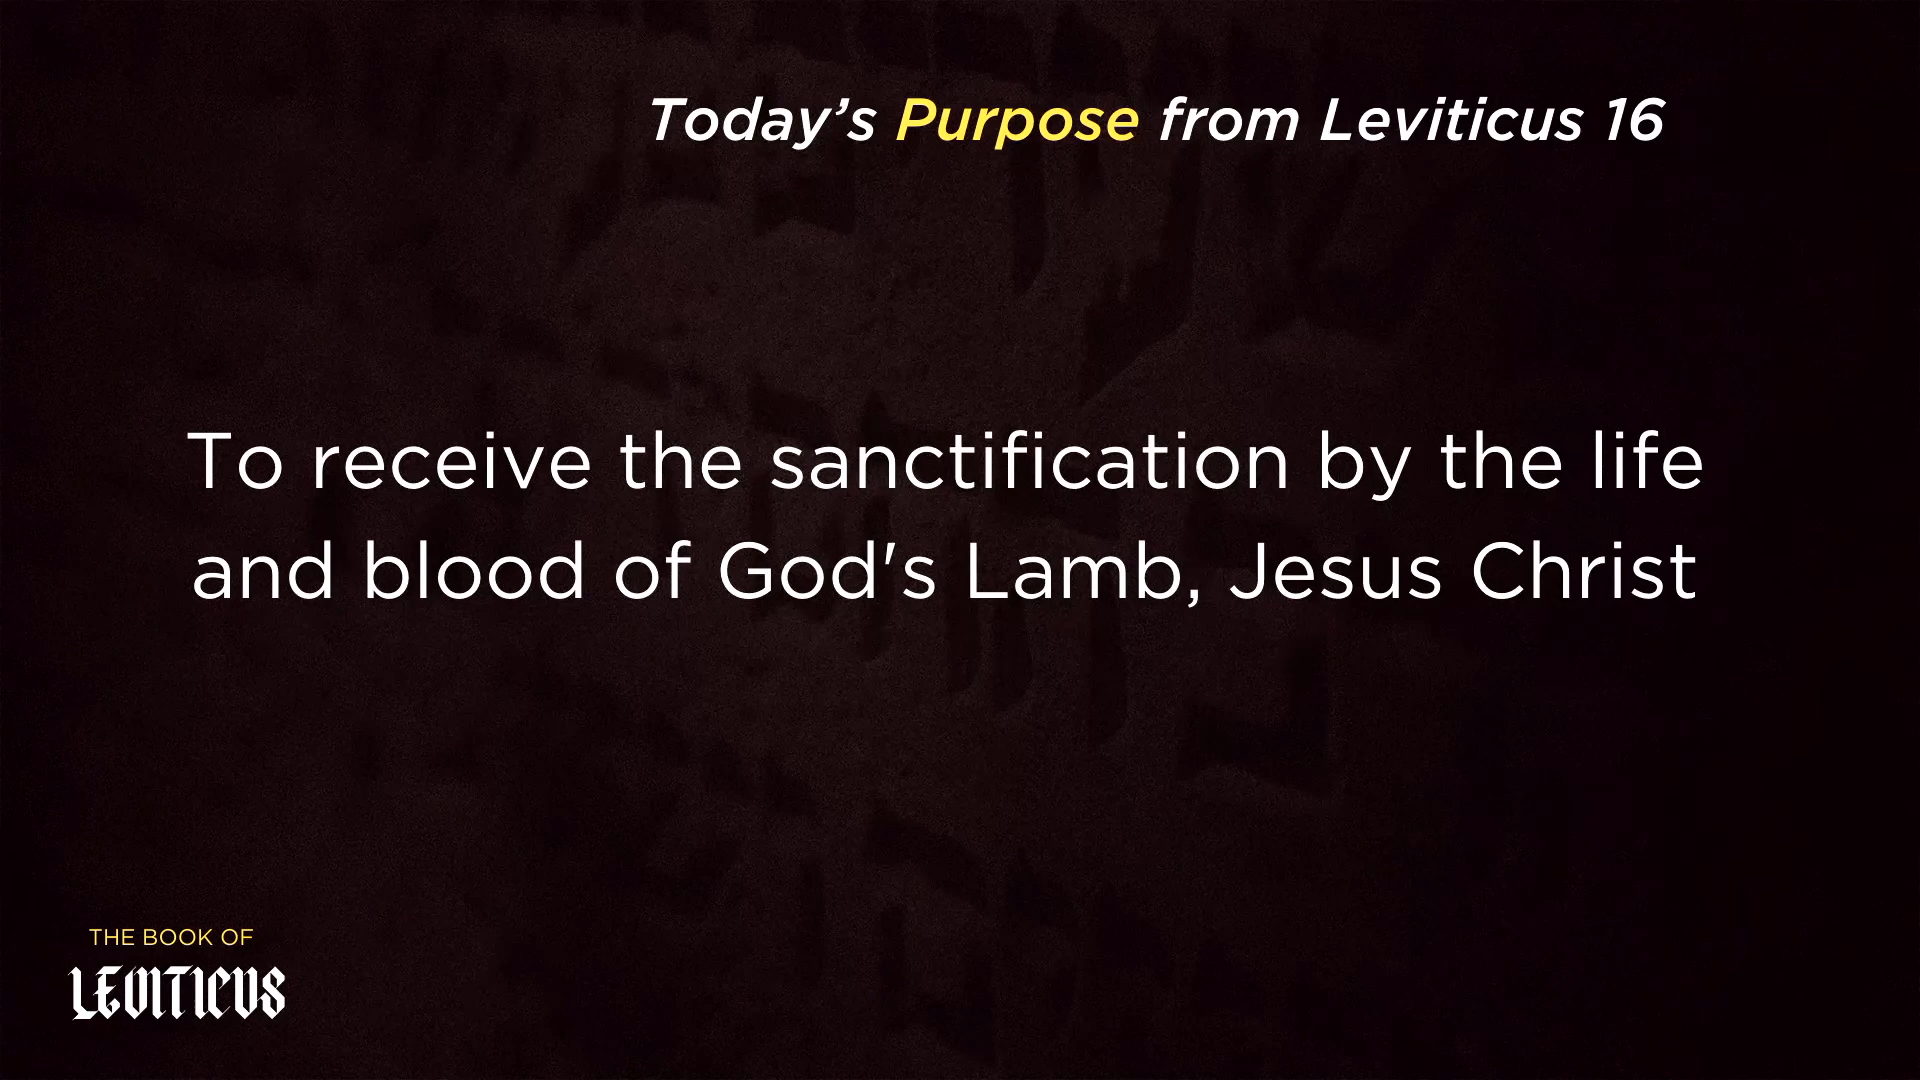 Today’s Purpose from Leviticus 16
To receive the sanctification by the life
and blood of God's Lamb, Jesus Christ
THE BOOK OF
LEVITICUS